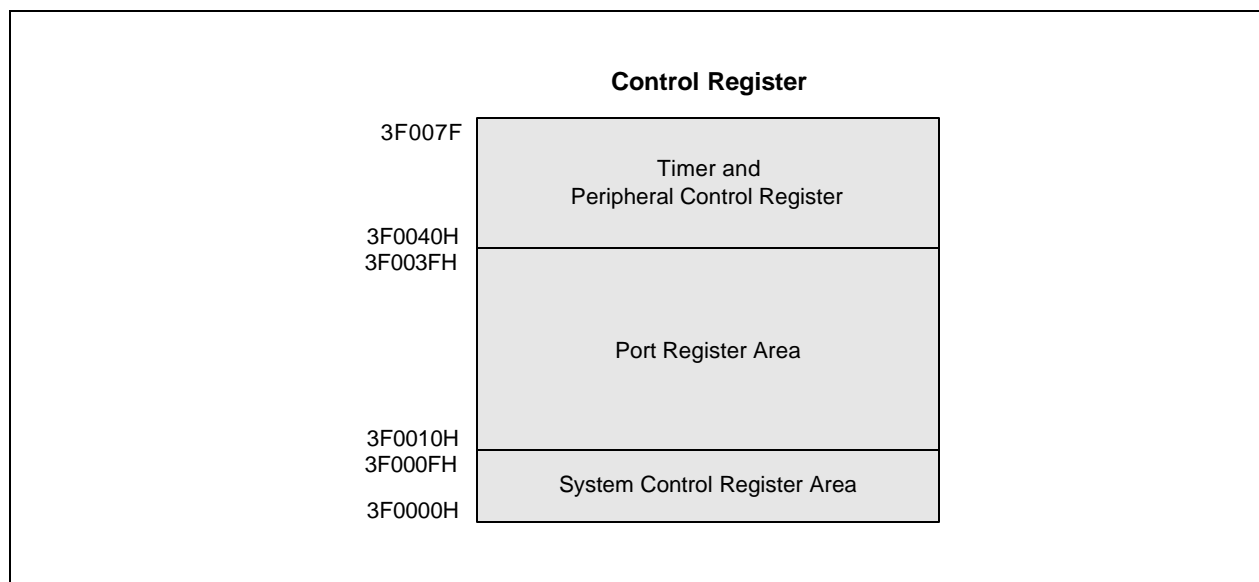 Control Register
3F007F
Timer and
Peripheral Control Register
3F0040H
3F003FH
Port Register Area
3F0010H
3F000FH
System Control Register Area
3F0000H